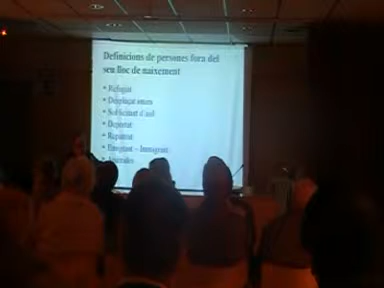 Definicions de persones fora del
seu lloc de naixement
• Refugiat
• Desplaçat intern
• Sol·licitant d'asil
• Deportat
• Repatriat
• Emigrant – Immigrant